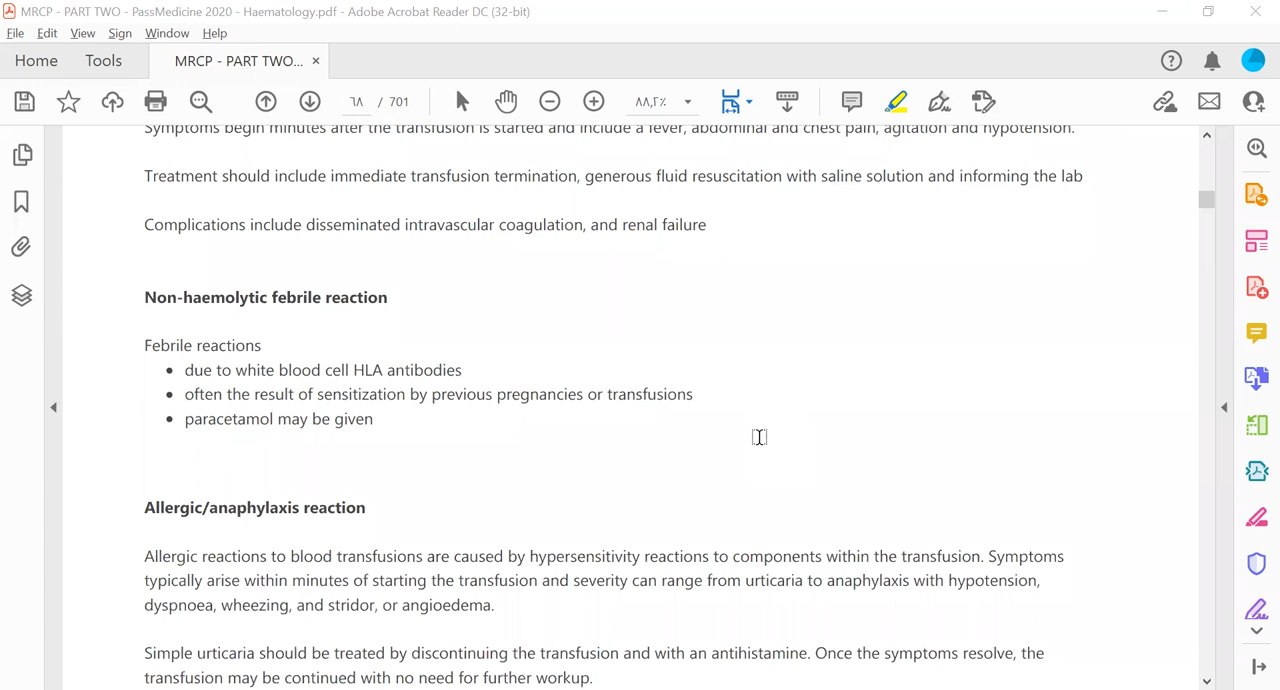 MRCP - PART TWO - PassMedicine 2020 - Haematology.pdf - Adobe Acrobat Reader DC (32-bit)
File Edit View Sign Window Help
Home Tools MRCP - PART TWO... ×
٦٨ / 701 ٨٨,٢٪
Symptoms begin minutes after the transfusion is started and include a fever, abdominal and chest pain, agitation and hypotension.
Treatment should include immediate transfusion termination, generous fluid resuscitation with saline solution and informing the lab
Complications include disseminated intravascular coagulation, and renal failure
Non-haemolytic febrile reaction
Febrile reactions
• due to white blood cell HLA antibodies
• often the result of sensitization by previous pregnancies or transfusions
• paracetamol may be given
Allergic/anaphylaxis reaction
Allergic reactions to blood transfusions are caused by hypersensitivity reactions to components within the transfusion. Symptoms
typically arise within minutes of starting the transfusion and severity can range from urticaria to anaphylaxis with hypotension,
dyspnoea, wheezing, and stridor, or angioedema.
Simple urticaria should be treated by discontinuing the transfusion and with an antihistamine. Once the symptoms resolve, the
transfusion may be continued with no need for further workup.